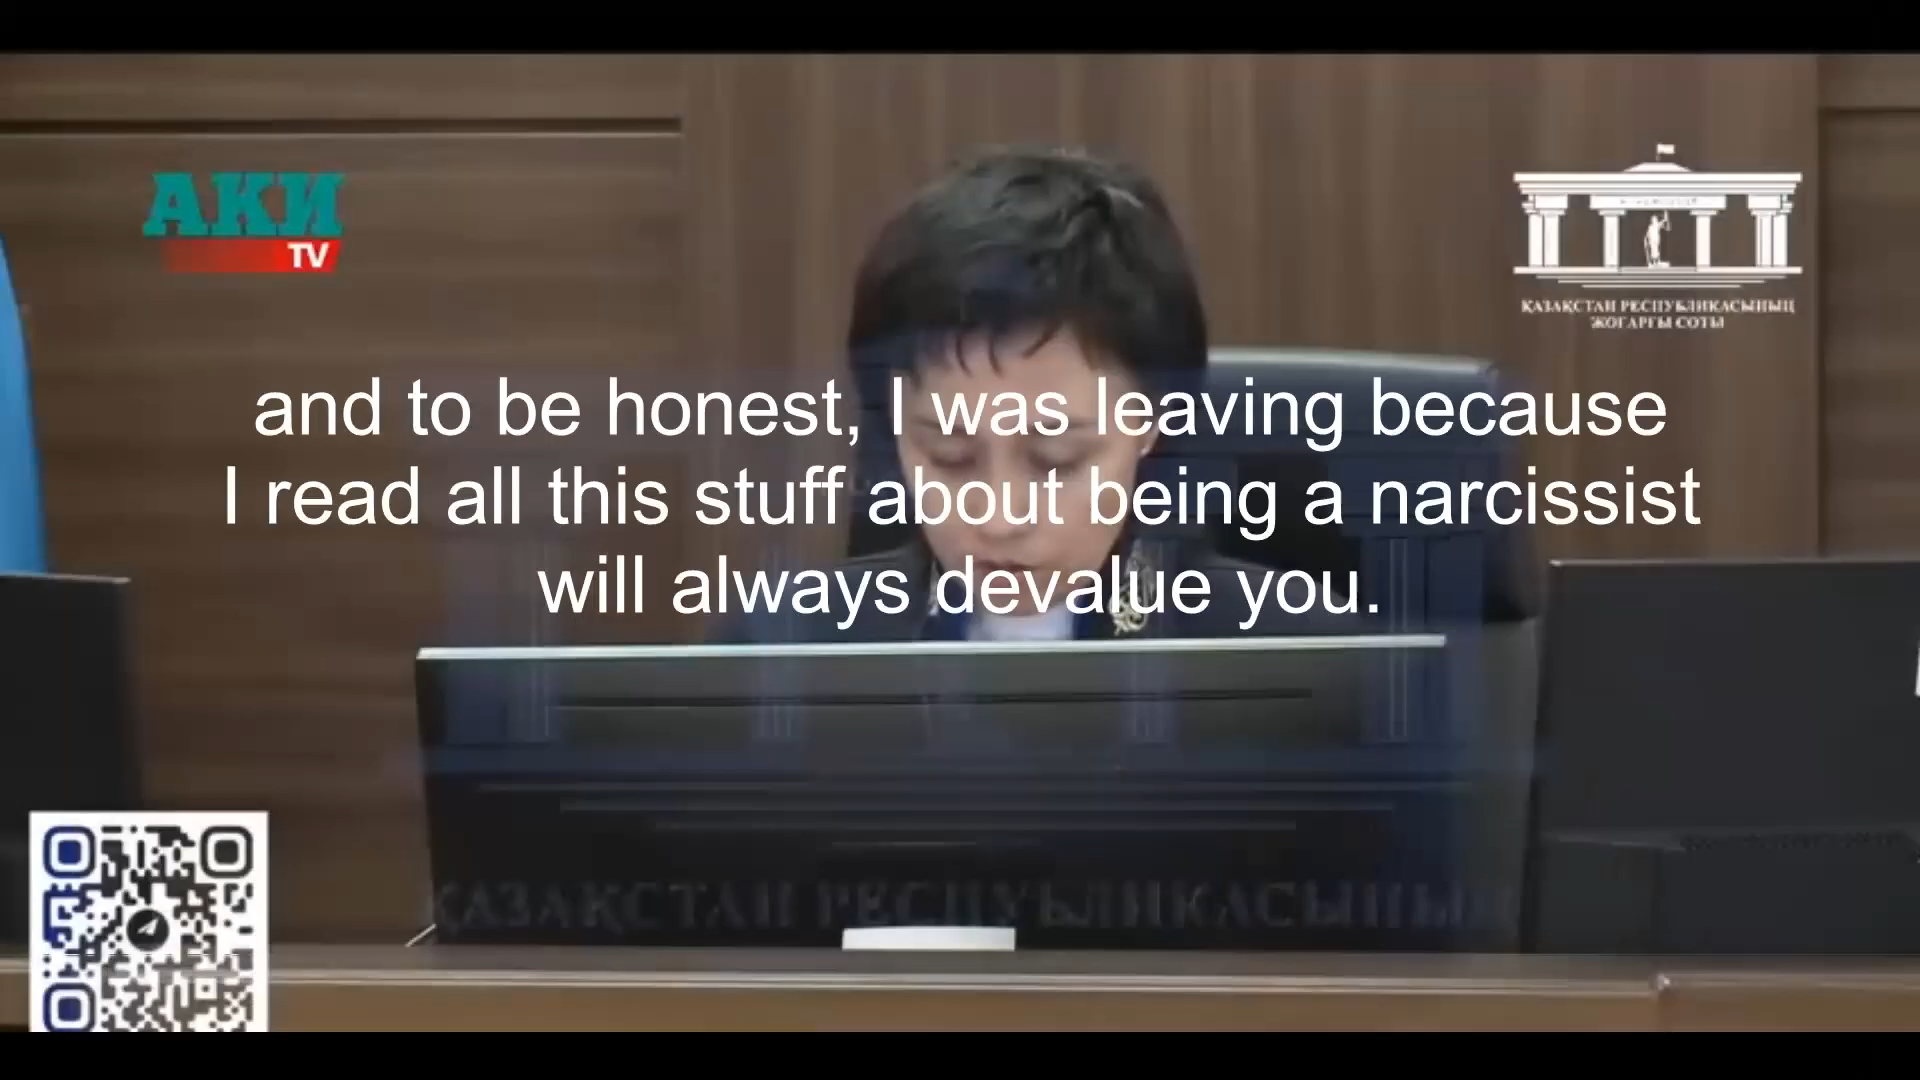 АКИ
TV
ҚАЗАҚСТАН РЕСПУБЛИКАСЫНЫҢ
ЖОҒАРҒЫ СОТЫ
and to be honest, I was leaving because
I read all this stuff about being a narcissist
will always devalue you.
ҚАЗАҚСТАН РЕСПУБЛИКАСЫНЫҢ